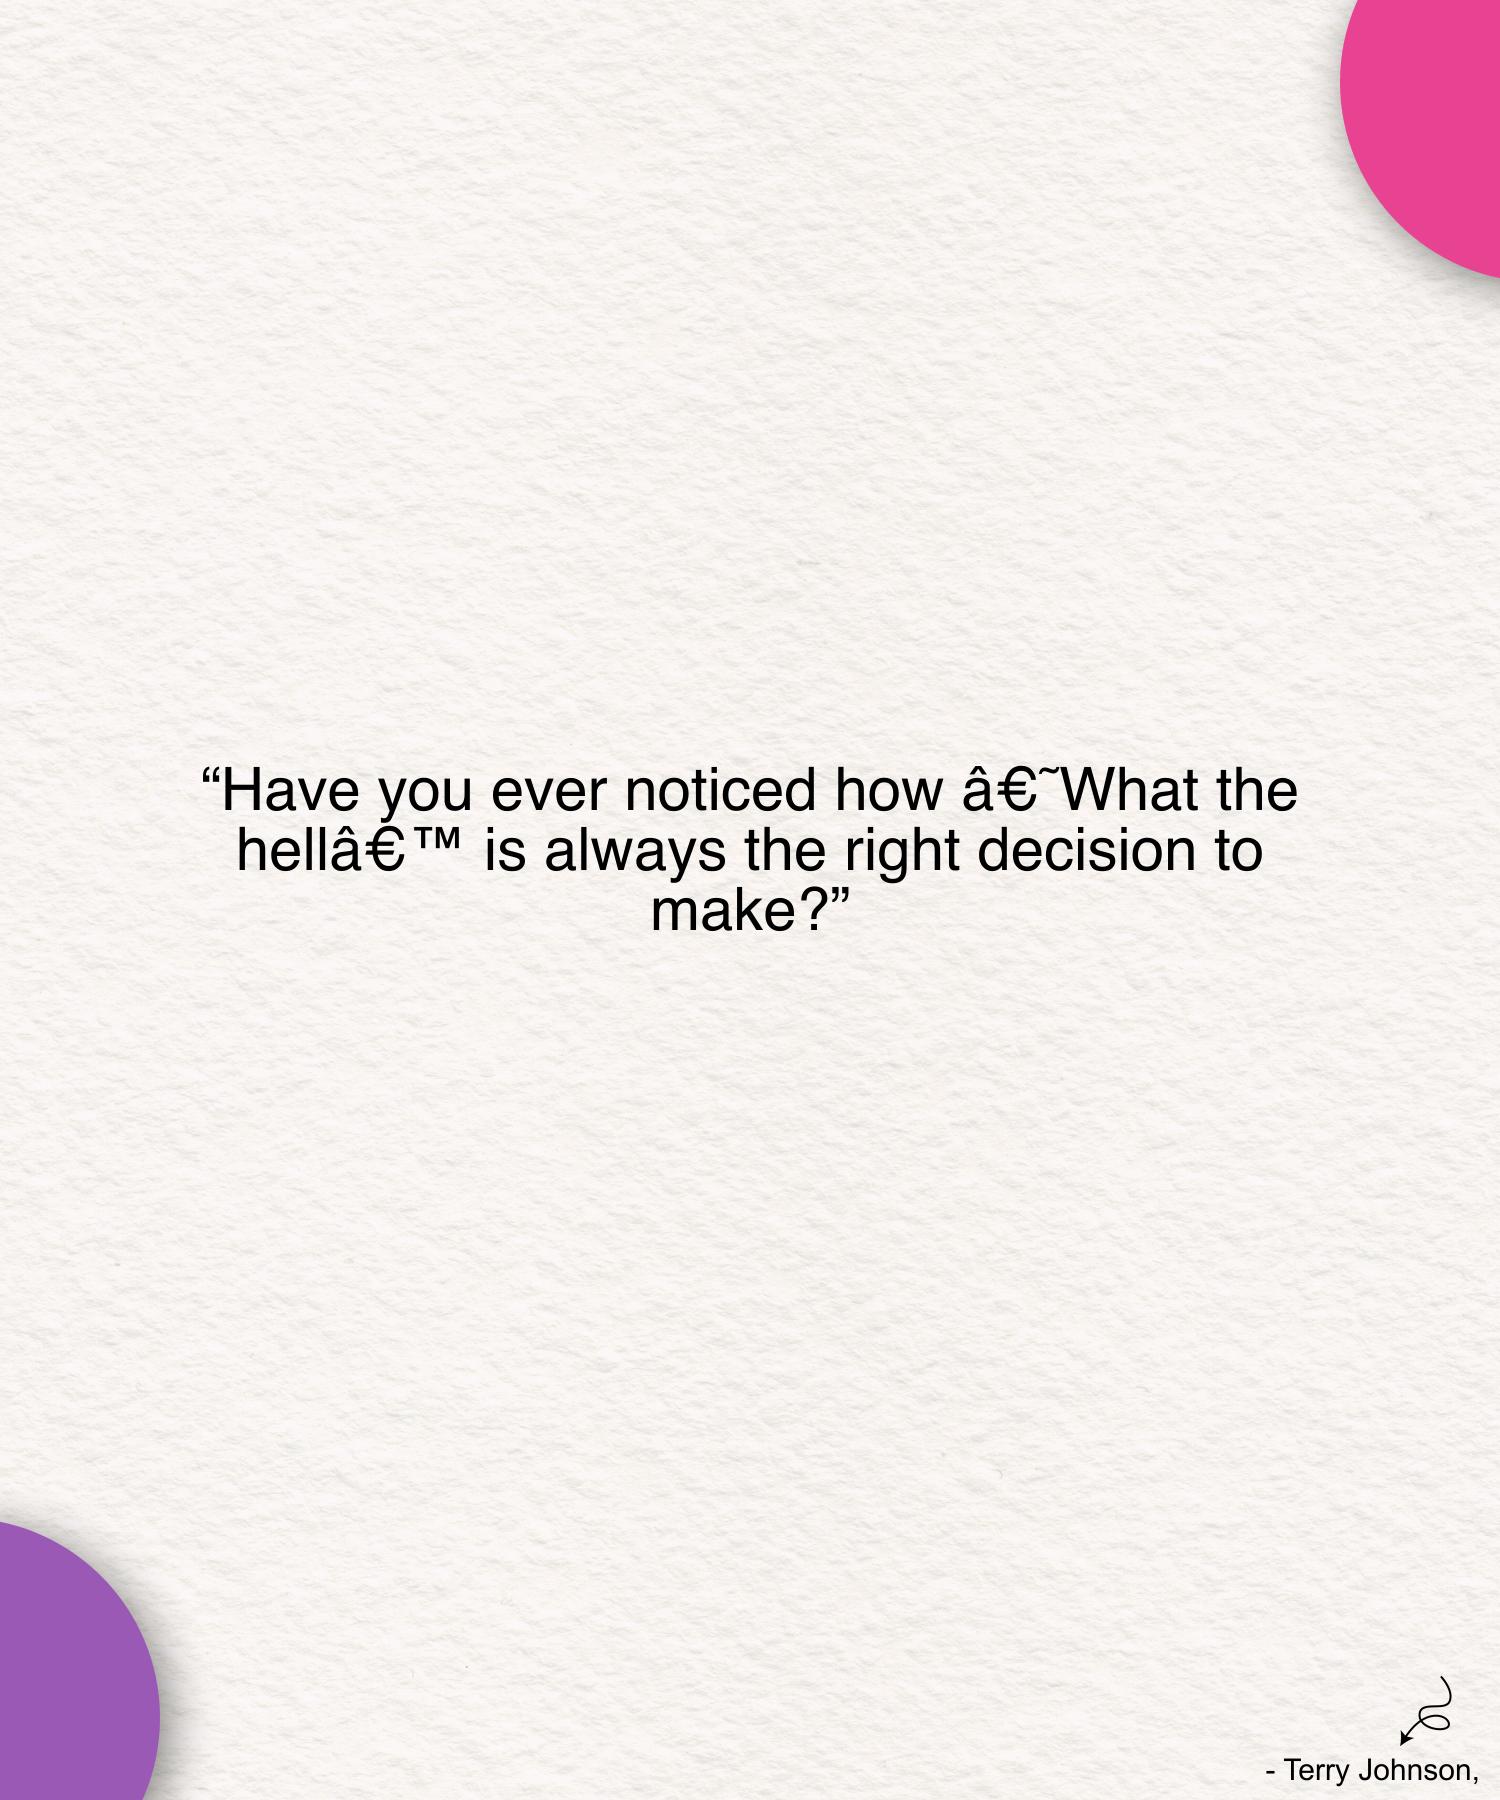 “Have you ever noticed how â€˜What the
hellâ€™ is always the right decision to
make?”
- Terry Johnson,